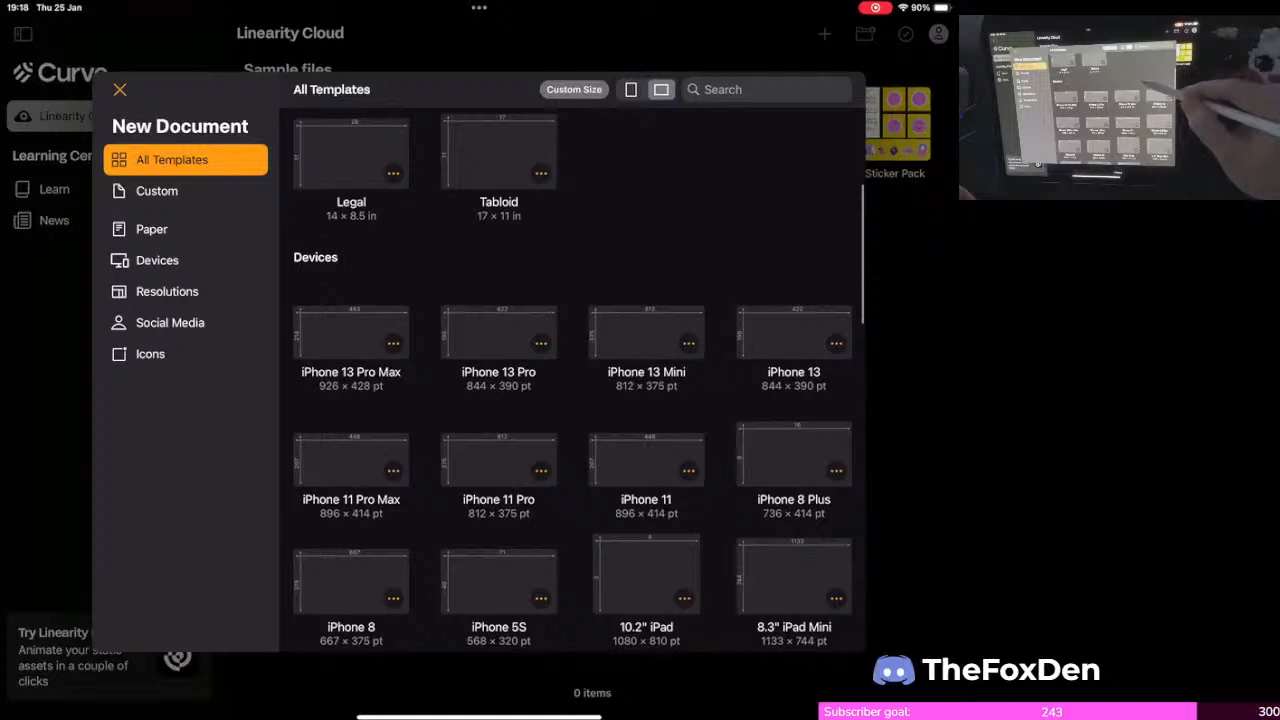 19:18 Thu 25 Jan
90%
Linearity Cloud
Curve
Sample files
All Templates
Custom Size
Search
New Document
All Templates
Linearity C
Learning Cen
Custom
Learn
News
Paper
Devices
Resolutions
Social Media
Icons
Sticker Pack
Legal
14 × 8.5 in
Tabloid
17 × 11 in
Devices
iPhone 13 Pro Max
926 × 428 pt
iPhone 13 Pro
844 × 390 pt
iPhone 13 Mini
812 × 375 pt
iPhone 13
844 × 390 pt
iPhone 11 Pro Max
896 × 414 pt
iPhone 11 Pro
812 × 375 pt
iPhone 11
896 × 414 pt
iPhone 8 Plus
736 × 414 pt
iPhone 8
667 × 375 pt
iPhone 5S
568 × 320 pt
10.2" iPad
1080 × 810 pt
8.3" iPad Mini
1133 × 744 pt
Try Linearity
Animate your static
assets in a couple of
clicks
0 items
TheFoxDen
Subscriber goal:
243
300